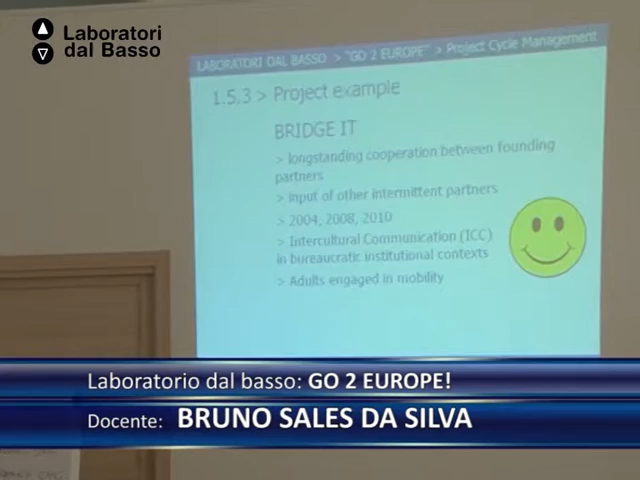 Laboratori
dal Basso
LABORATORI DAL BASSO > "GO 2 EUROPE" > Project Cycle Management
1.5.3 > Project example
BRIDGE IT
> longstanding cooperation between founding
partners
> input of other intermittent partners
> 2004, 2008, 2010
> Intercultural Communication (ICC)
in bureaucratic institutional contexts
> Adults engaged in mobility
Laboratorio dal basso: GO 2 EUROPE!
Docente: BRUNO SALES DA SILVA